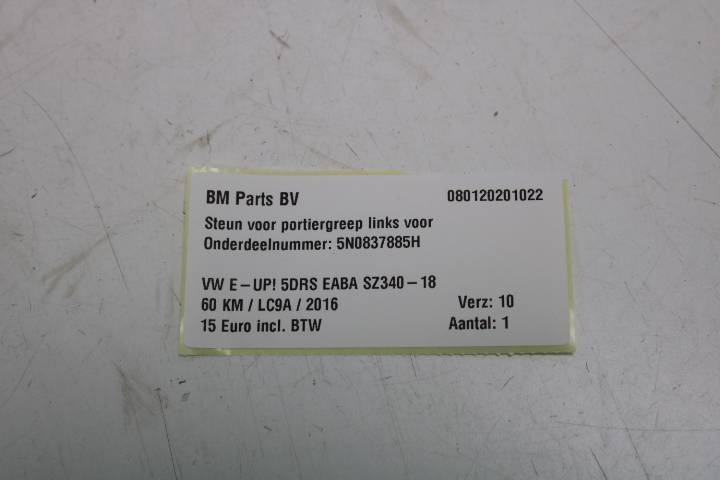 BM Parts BV 080120201022
Steun voor portiergreep links voor
Onderdeelnummer: 5N0837885H
VW E-UP! 5DRS EABA SZ340-18
60 KM / LC9A / 2016 Verz: 10
15 Euro incl. BTW Aantal: 1